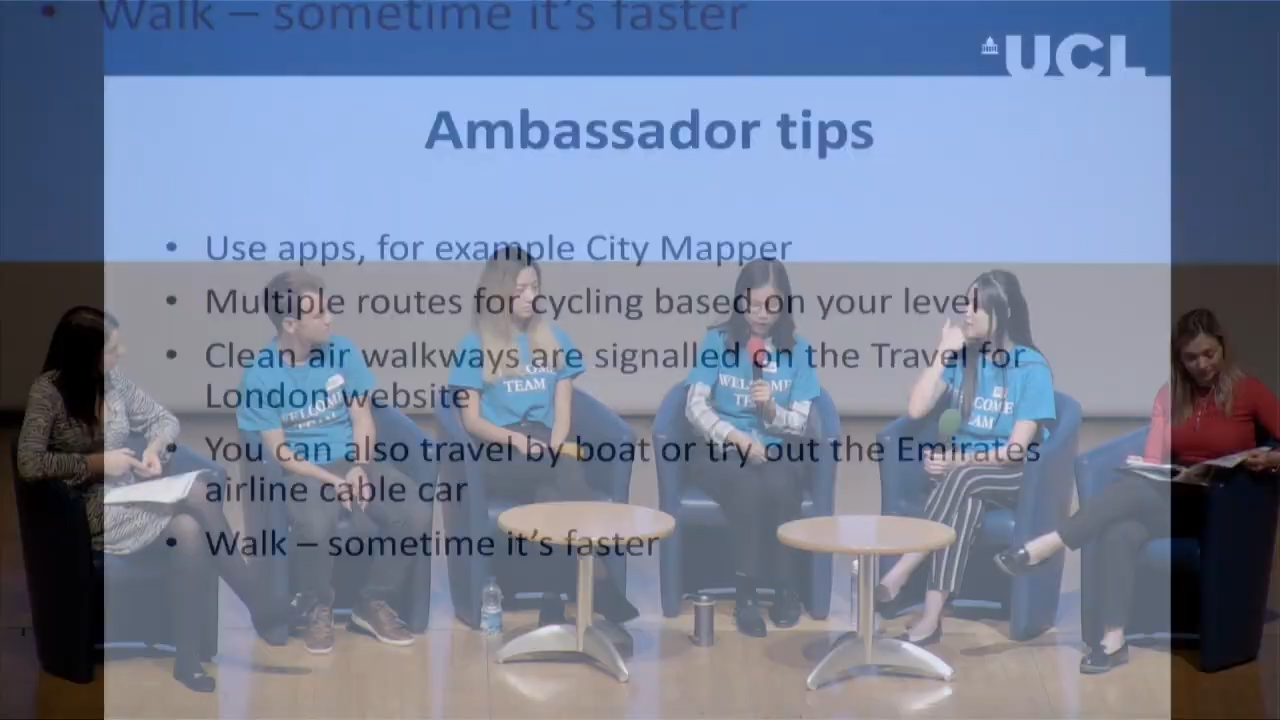 • Walk – sometime it's faster
UCL
Ambassador tips
• Use apps, for example City Mapper
• Multiple routes for cycling based on your level
• Clean air walkways are signalled on the Travel for
London website
• You can also travel by boat or try out the Emirates
airline cable car
• Walk – sometime it's faster
WELCOME
TEAM
WELCOME
TEAM
WELCOME
TEAM